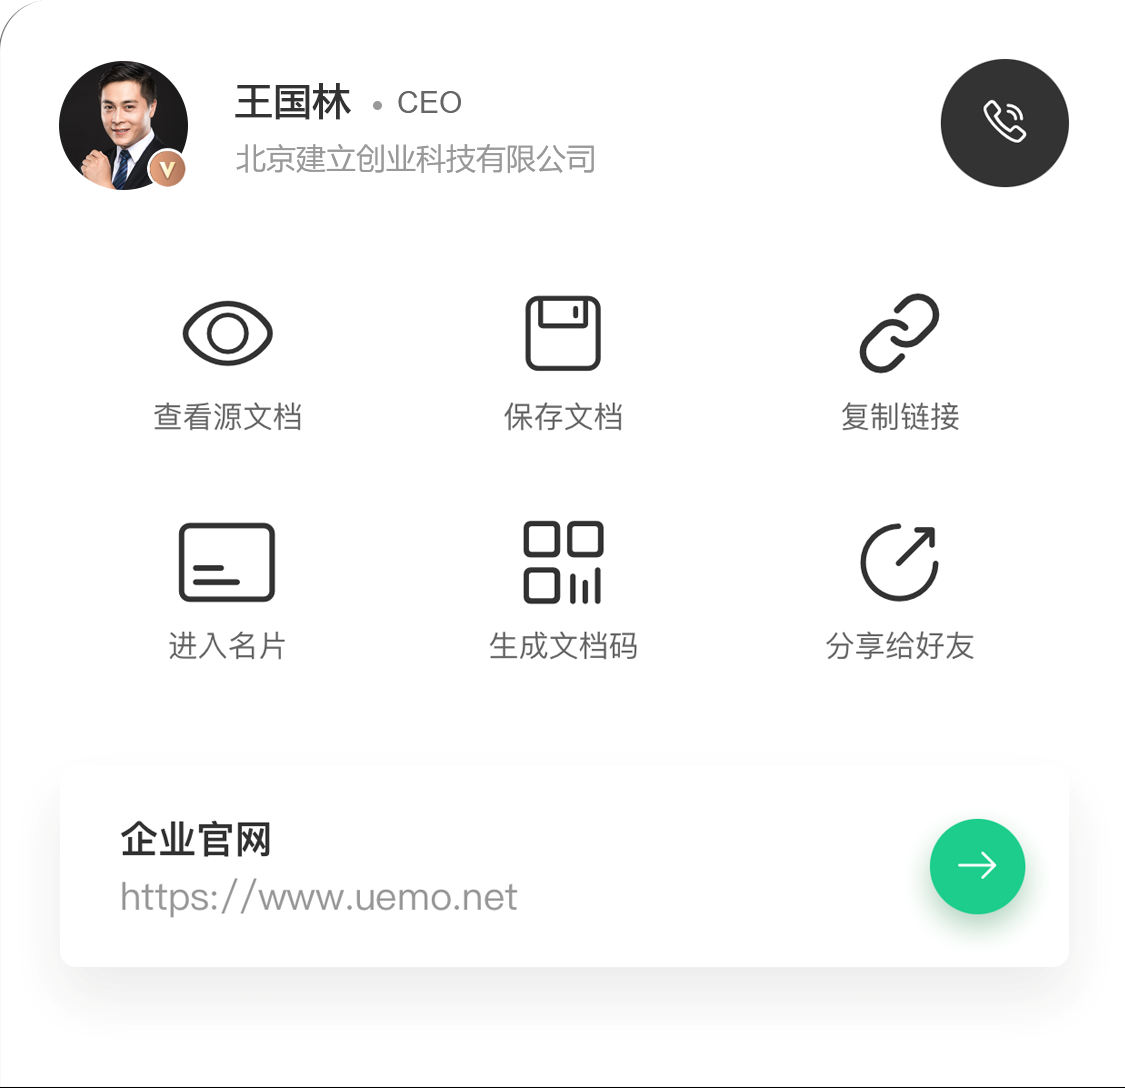 王国林 • CEO
北京建立创业科技有限公司
V
查看源文档 保存文档 复制链接
进入名片 生成文档码 分享给好友
企业官网
https://www.uemo.net